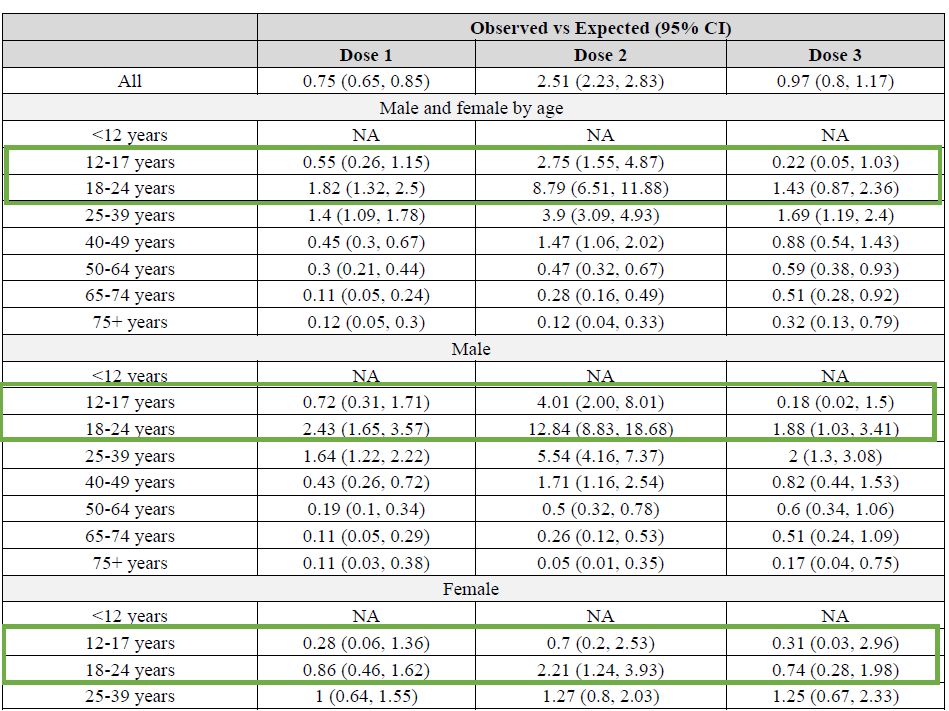 Observed vs Expected (95% CI)
Dose 1 Dose 2 Dose 3
All 0.75 (0.65, 0.85) 2.51 (2.23, 2.83) 0.97 (0.8, 1.17)
Male and female by age
<12 years NA NA NA
12-17 years 0.55 (0.26, 1.15) 2.75 (1.55, 4.87) 0.22 (0.05, 1.03)
18-24 years 1.82 (1.32, 2.5) 8.79 (6.51, 11.88) 1.43 (0.87, 2.36)
25-39 years 1.4 (1.09, 1.78) 3.9 (3.09, 4.93) 1.69 (1.19, 2.4)
40-49 years 0.45 (0.3, 0.67) 1.47 (1.06, 2.02) 0.88 (0.54, 1.43)
50-64 years 0.3 (0.21, 0.44) 0.47 (0.32, 0.67) 0.59 (0.38, 0.93)
65-74 years 0.11 (0.05, 0.24) 0.28 (0.16, 0.49) 0.51 (0.28, 0.92)
75+ years 0.12 (0.05, 0.3) 0.12 (0.04, 0.33) 0.32 (0.13, 0.79)
Male
<12 years NA NA NA
12-17 years 0.72 (0.31, 1.71) 4.01 (2.00, 8.01) 0.18 (0.02, 1.5)
18-24 years 2.43 (1.65, 3.57) 12.84 (8.83, 18.68) 1.88 (1.03, 3.41)
25-39 years 1.64 (1.22, 2.22) 5.54 (4.16, 7.37) 2 (1.3, 3.08)
40-49 years 0.43 (0.26, 0.72) 1.71 (1.16, 2.54) 0.82 (0.44, 1.53)
50-64 years 0.19 (0.1, 0.34) 0.5 (0.32, 0.78) 0.6 (0.34, 1.06)
65-74 years 0.11 (0.05, 0.29) 0.26 (0.12, 0.53) 0.51 (0.24, 1.09)
75+ years 0.11 (0.03, 0.38) 0.05 (0.01, 0.35) 0.17 (0.04, 0.75)
Female
<12 years NA NA NA
12-17 years 0.28 (0.06, 1.36) 0.7 (0.2, 2.53) 0.31 (0.03, 2.96)
18-24 years 0.86 (0.46, 1.62) 2.21 (1.24, 3.93) 0.74 (0.28, 1.98)
25-39 years 1 (0.64, 1.55) 1.27 (0.8, 2.03) 1.25 (0.67, 2.33)